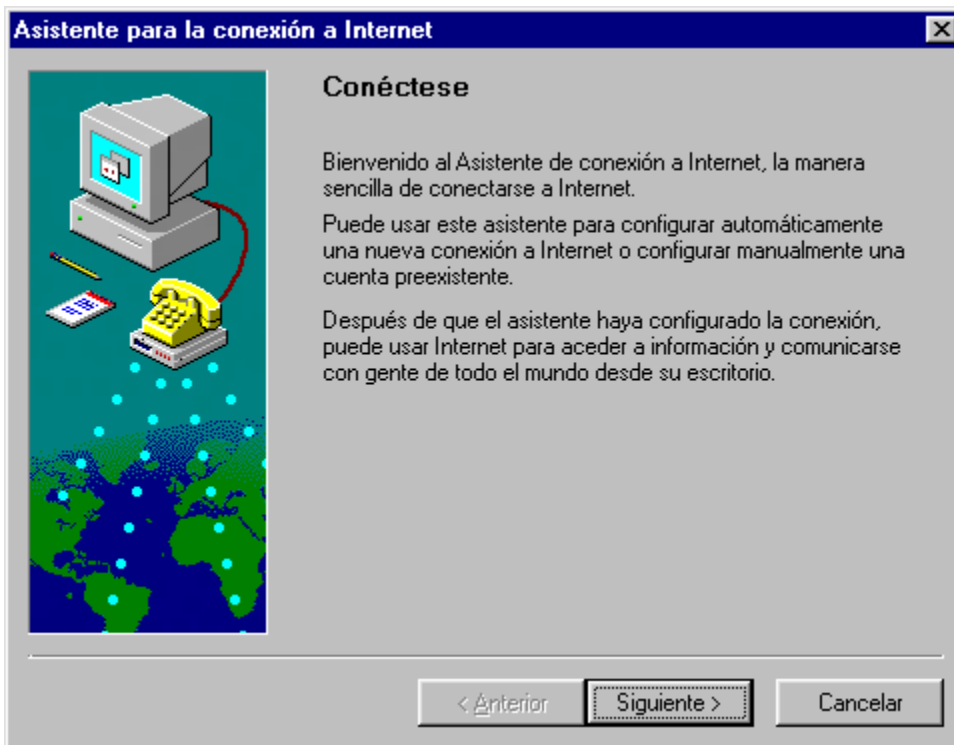 Asistente para la conexión a Internet
Conéctese
Bienvenido al Asistente de conexión a Internet, la manera
sencilla de conectarse a Internet.
Puede usar este asistente para configurar automáticamente
una nueva conexión a Internet o configurar manualmente una
cuenta preexistente.
Después de que el asistente haya configurado la conexión,
puede usar Internet para aceder a información y comunicarse
con gente de todo el mundo desde su escritorio.
< Anterior
Siguiente >
Cancelar